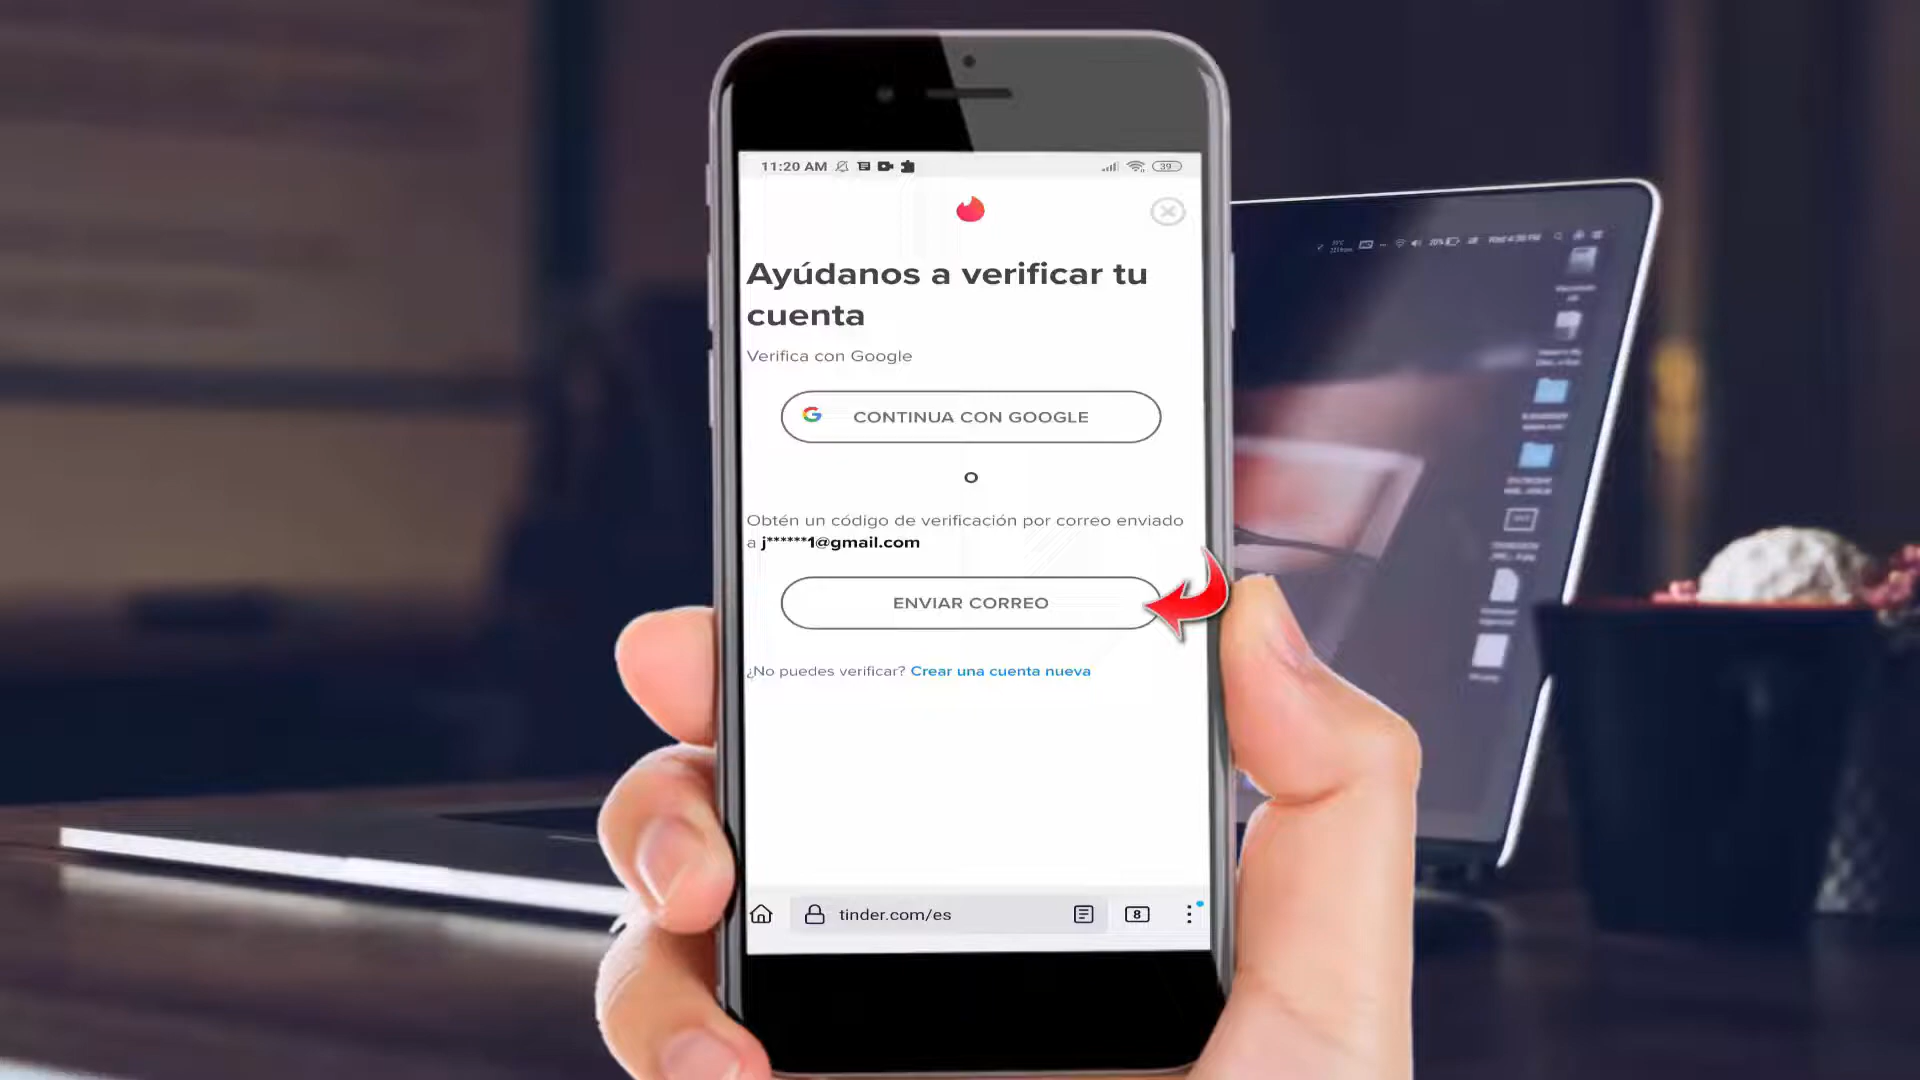 11:20 AM
39
Ayúdanos a verificar tu
cuenta
Verifica con Google
CONTINUA CON GOOGLE
O
Obtén un código de verificación por correo enviado
a j******1@gmail.com
ENVIAR CORREO
¿No puedes verificar? Crear una cuenta nueva
tinder.com/es
8